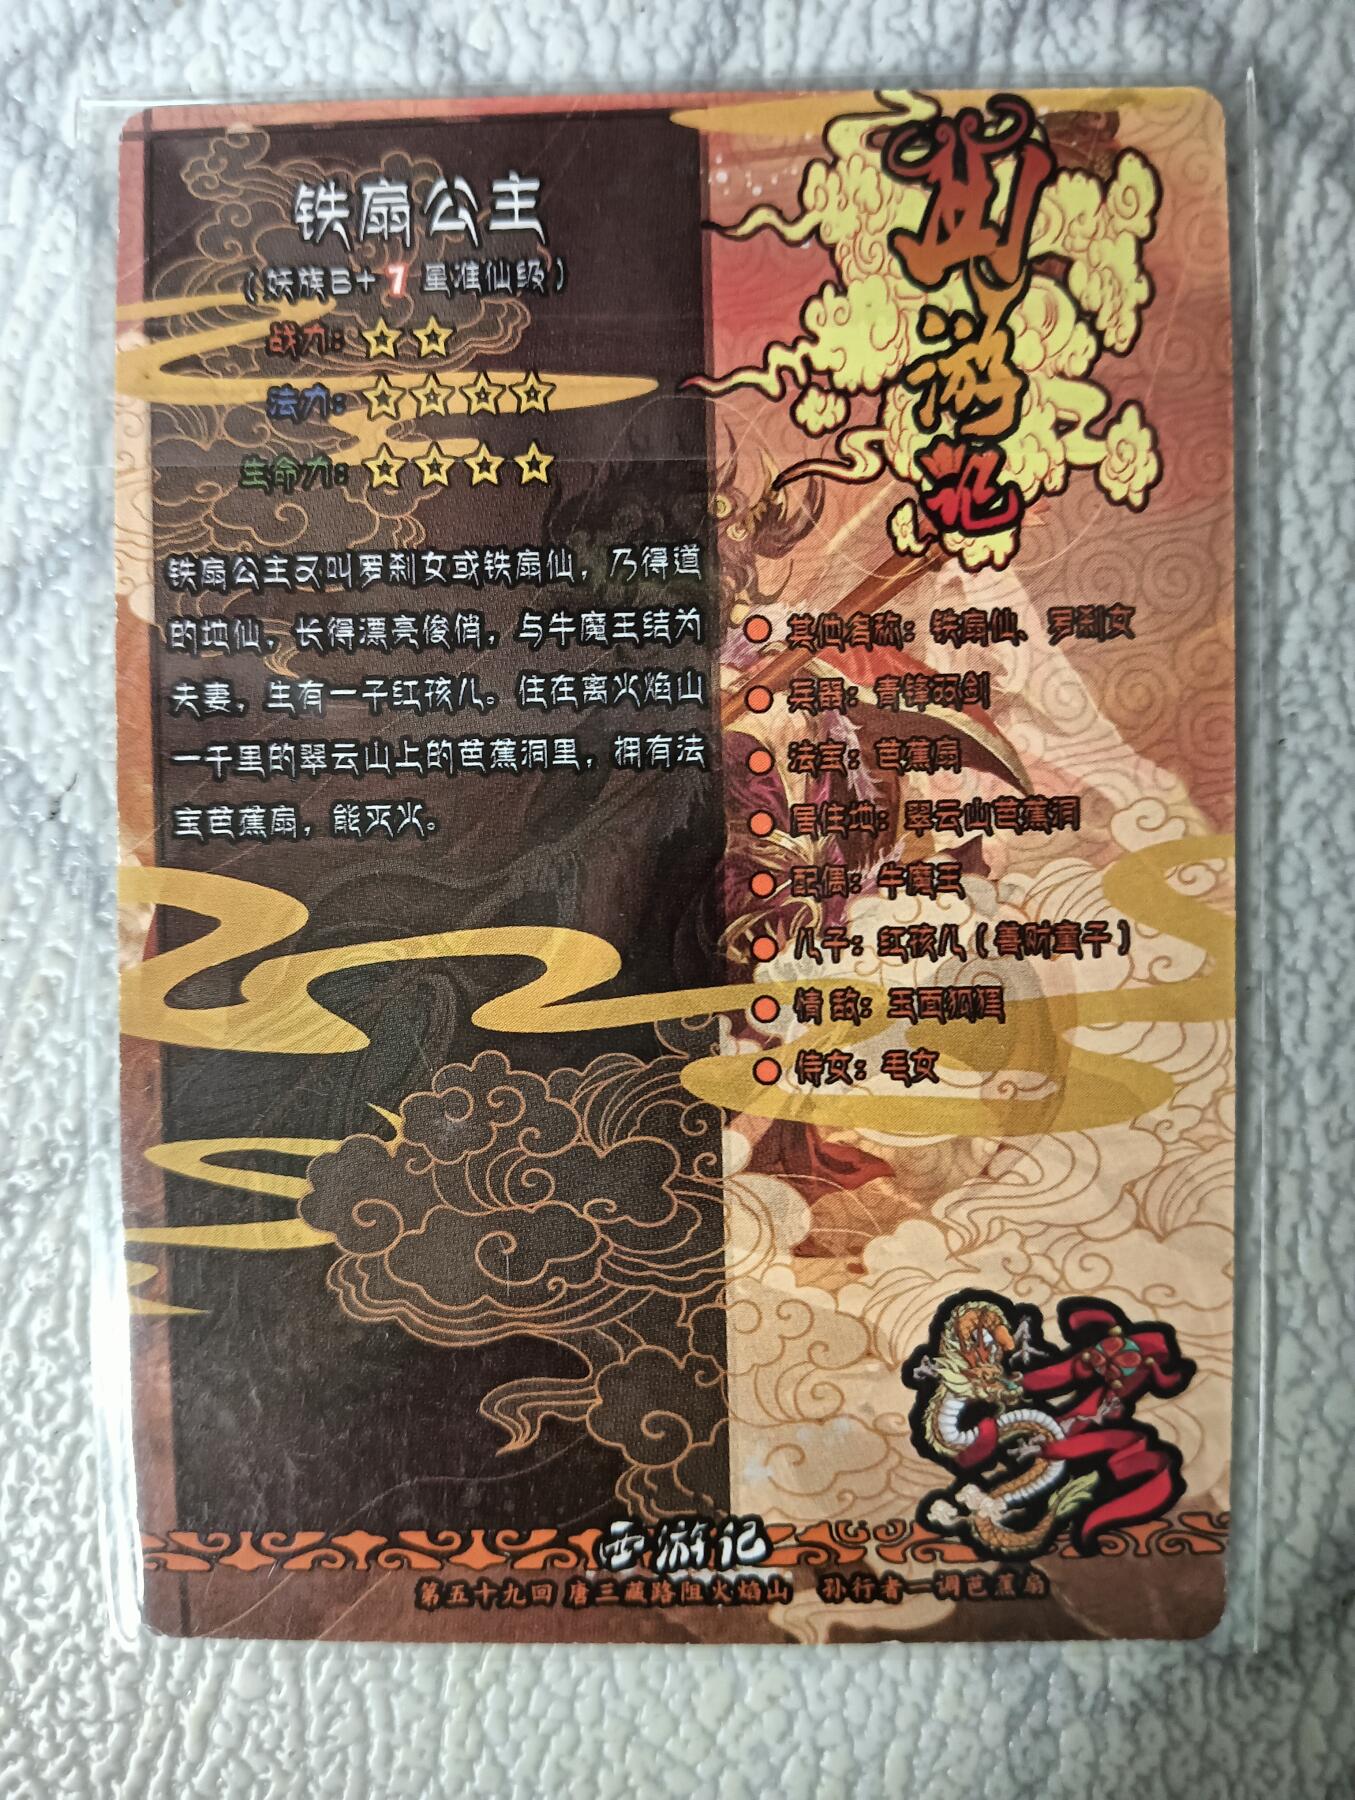 铁扇公主
（妖族B+ 7 星准仙级）
战力：
法力：
生命力：
铁扇公主又叫罗刹女或铁扇仙，乃得道
的地仙，长得漂亮俊俏，与牛魔王结为
夫妻，生有一子红孩儿。住在离火焰山
一千里的翠云山上的芭蕉洞里，拥有法
宝芭蕉扇，能灭火。
西游记
其他名称：铁扇仙、罗刹女
武器：青锋宝剑
法宝：芭蕉扇
居住地：翠云山芭蕉洞
配偶：牛魔王
儿子：红孩儿（善财童子）
情敌：玉面狐狸
侍女：毛女
西游记
第五十九回 唐三藏路阻火焰山 孙行者一调芭蕉扇